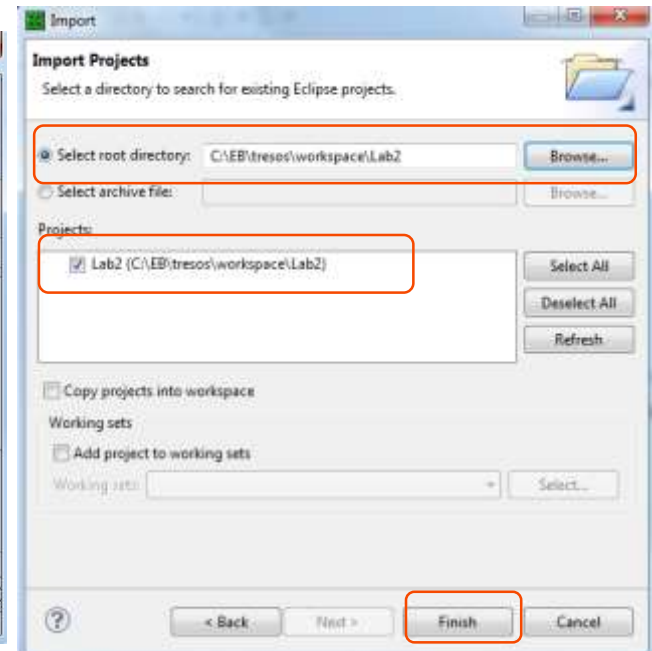 Import
Import Projects
Select a directory to search for existing Eclipse projects.
Select root directory: C:\EB\tresos\workspace\Lab2 Browse...
Select archive file: Browse...
Projects:
Lab2 (C:\EB\tresos\workspace\Lab2)
Select All
Deselect All
Refresh
Copy projects into workspace
Working sets
Add project to working sets
Working sets: Select...
< Back Next > Finish Cancel